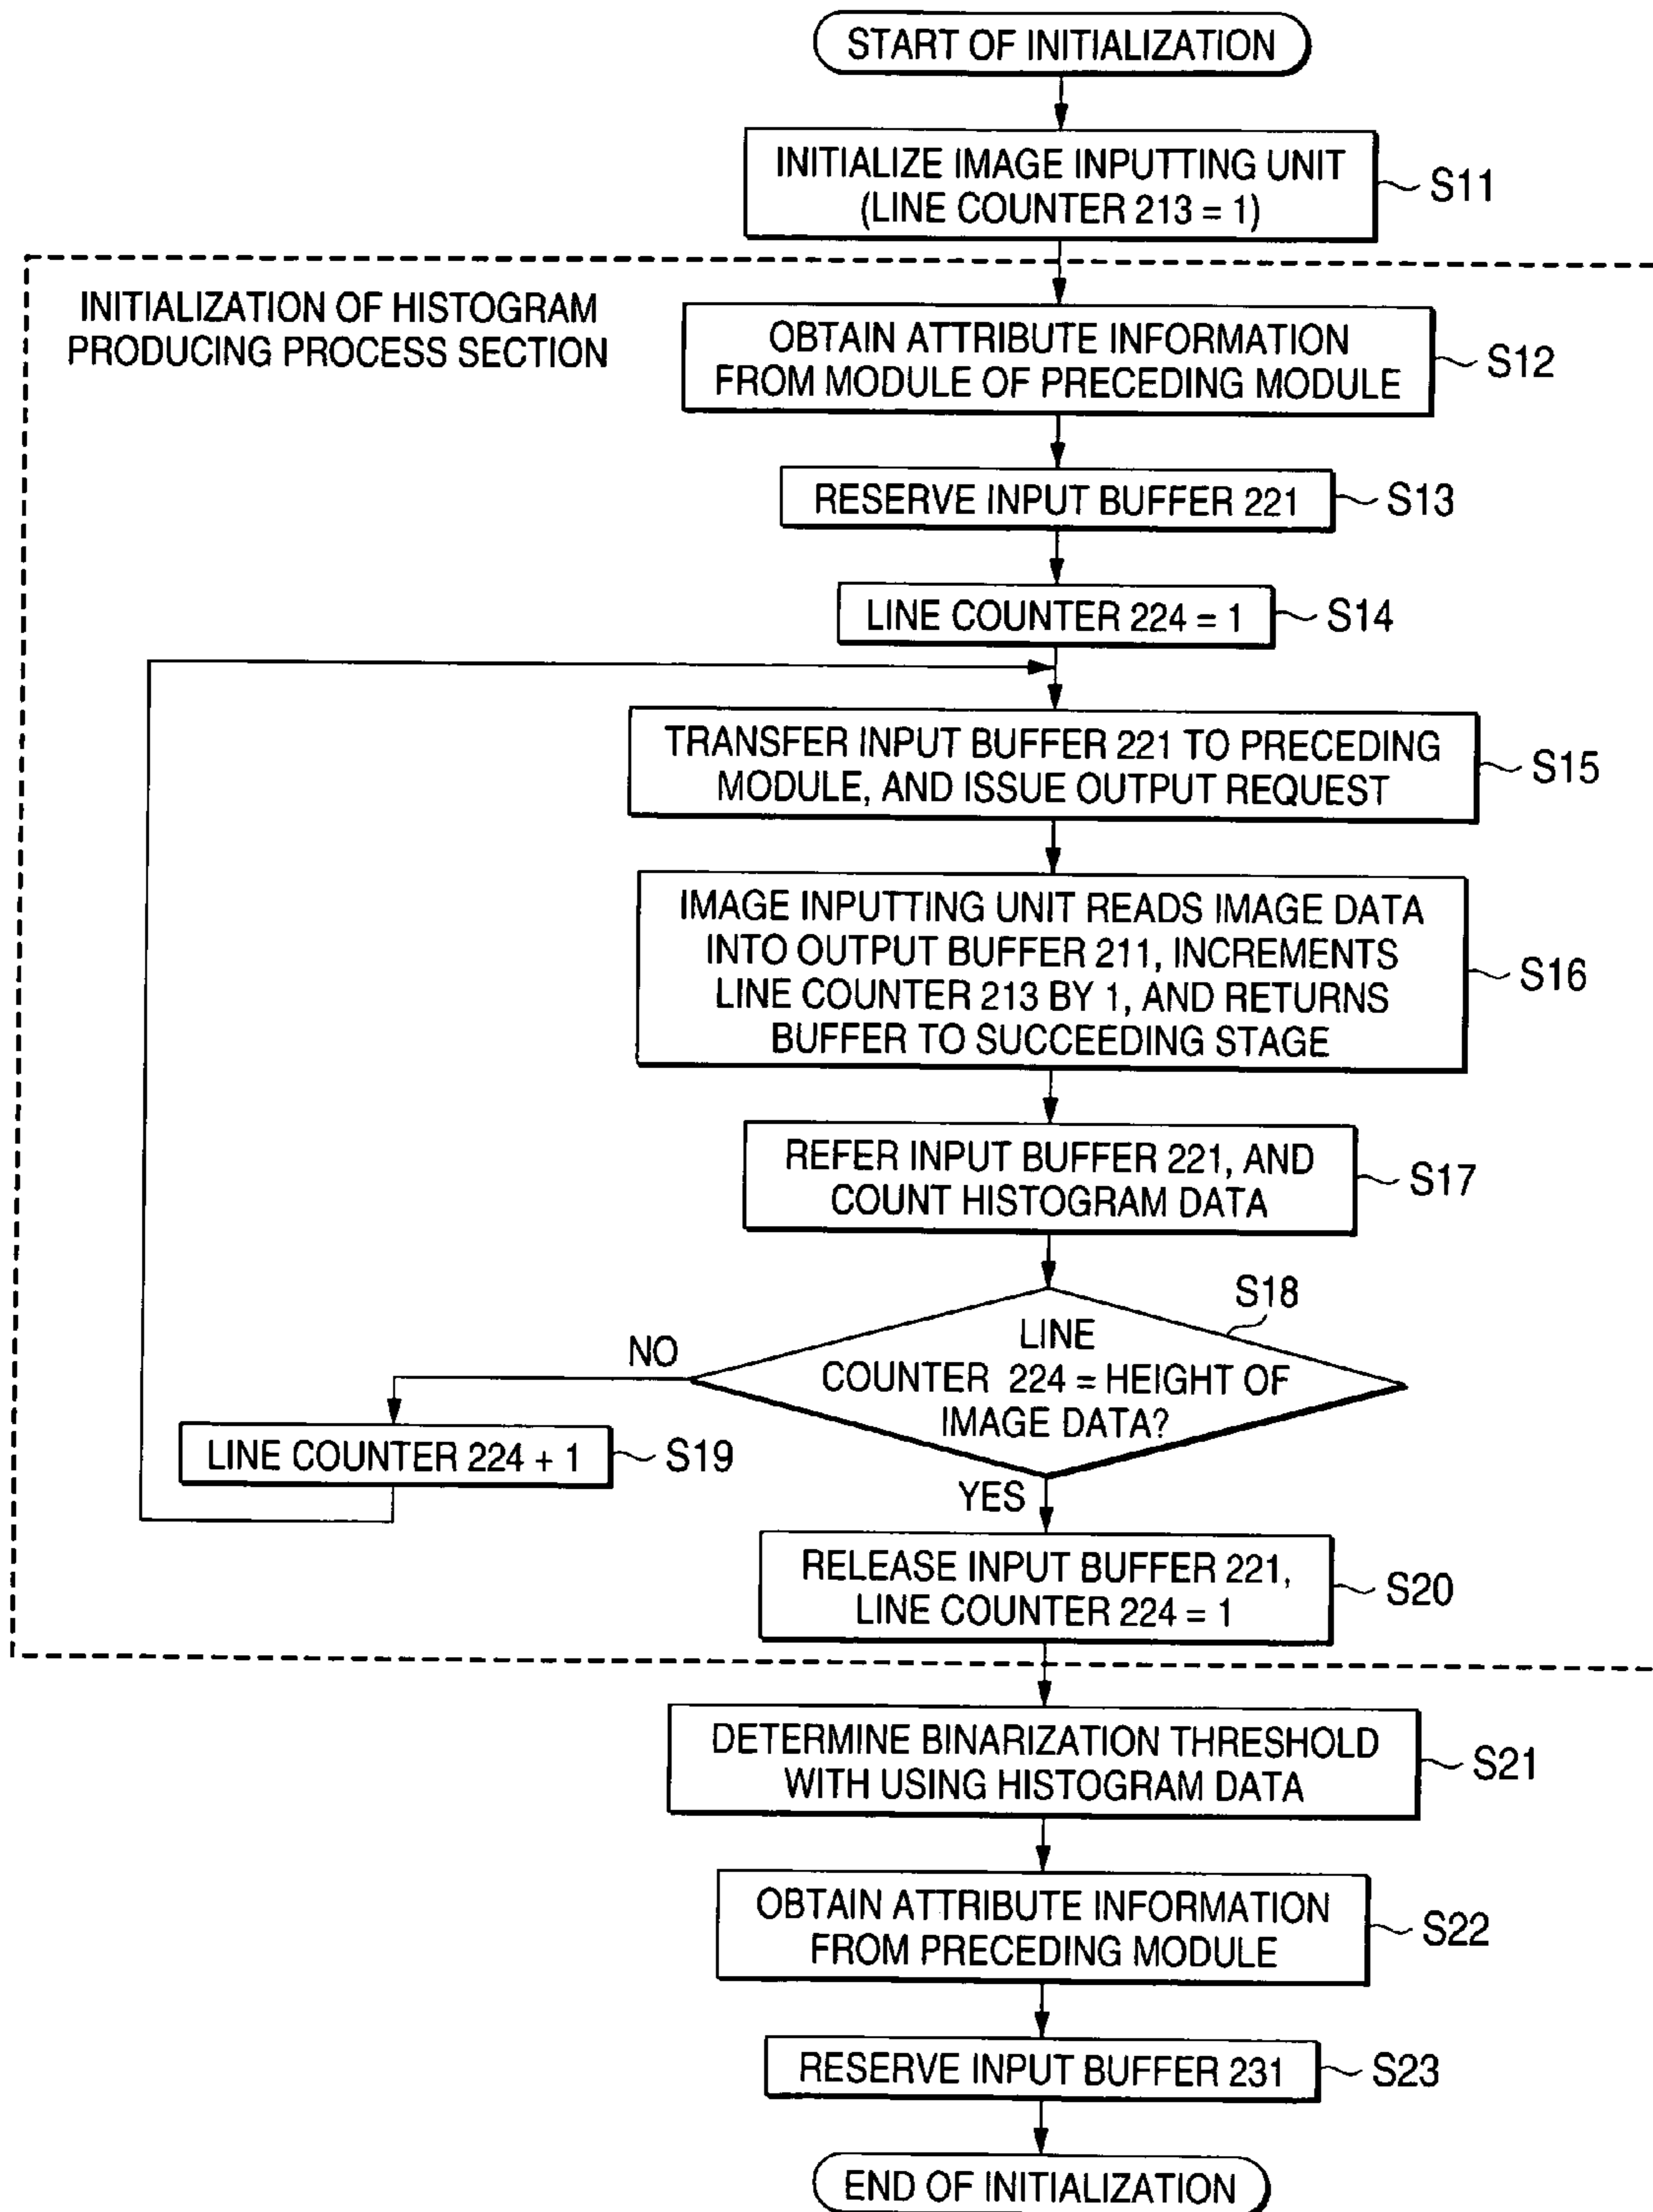 START OF INITIALIZATION
INITIALIZE IMAGE INPUTTING UNIT
(LINE COUNTER 213 = 1)
S11
INITIALIZATION OF HISTOGRAM
PRODUCING PROCESS SECTION
OBTAIN ATTRIBUTE INFORMATION
FROM MODULE OF PRECEDING MODULE
S12
RESERVE INPUT BUFFER 221
S13
LINE COUNTER 224 = 1
S14
TRANSFER INPUT BUFFER 221 TO PRECEDING
MODULE, AND ISSUE OUTPUT REQUEST
S15
IMAGE INPUTTING UNIT READS IMAGE DATA
INTO OUTPUT BUFFER 211, INCREMENTS
LINE COUNTER 213 BY 1, AND RETURNS
BUFFER TO SUCCEEDING STAGE
S16
REFER INPUT BUFFER 221, AND
COUNT HISTOGRAM DATA
S17
S18
LINE
COUNTER 224 = HEIGHT OF
IMAGE DATA?
NO
LINE COUNTER 224 + 1
S19
YES
RELEASE INPUT BUFFER 221,
LINE COUNTER 224 = 1
S20
DETERMINE BINARIZATION THRESHOLD
WITH USING HISTOGRAM DATA
S21
OBTAIN ATTRIBUTE INFORMATION
FROM PRECEDING MODULE
S22
RESERVE INPUT BUFFER 231
S23
END OF INITIALIZATION